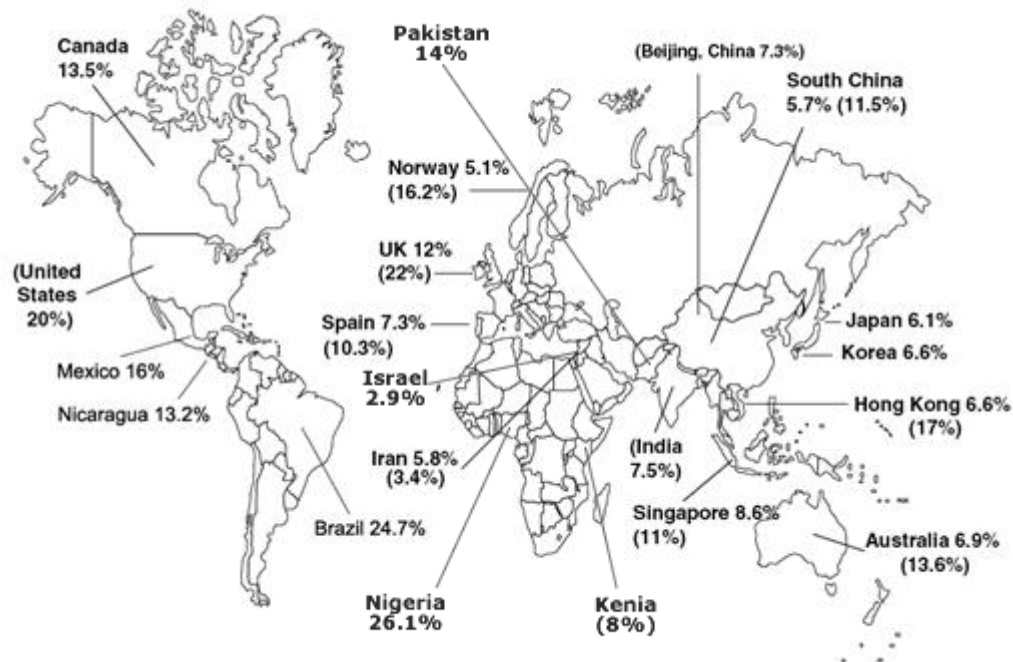 Canada
13.5%
Pakistan
14%
(Beijing, China 7.3%)
South China
5.7% (11.5%)
Norway 5.1%
(16.2%)
UK 12%
(22%)
(United
States
20%)
Spain 7.3%
(10.3%)
Japan 6.1%
Korea 6.6%
Mexico 16%
Israel
2.9%
Nicaragua 13.2%
Hong Kong 6.6%
(17%)
Iran 5.8%
(3.4%)
(India
7.5%)
Brazil 24.7%
Singapore 8.6%
(11%)
Australia 6.9%
(13.6%)
Nigeria
26.1%
Kenia
(8%)